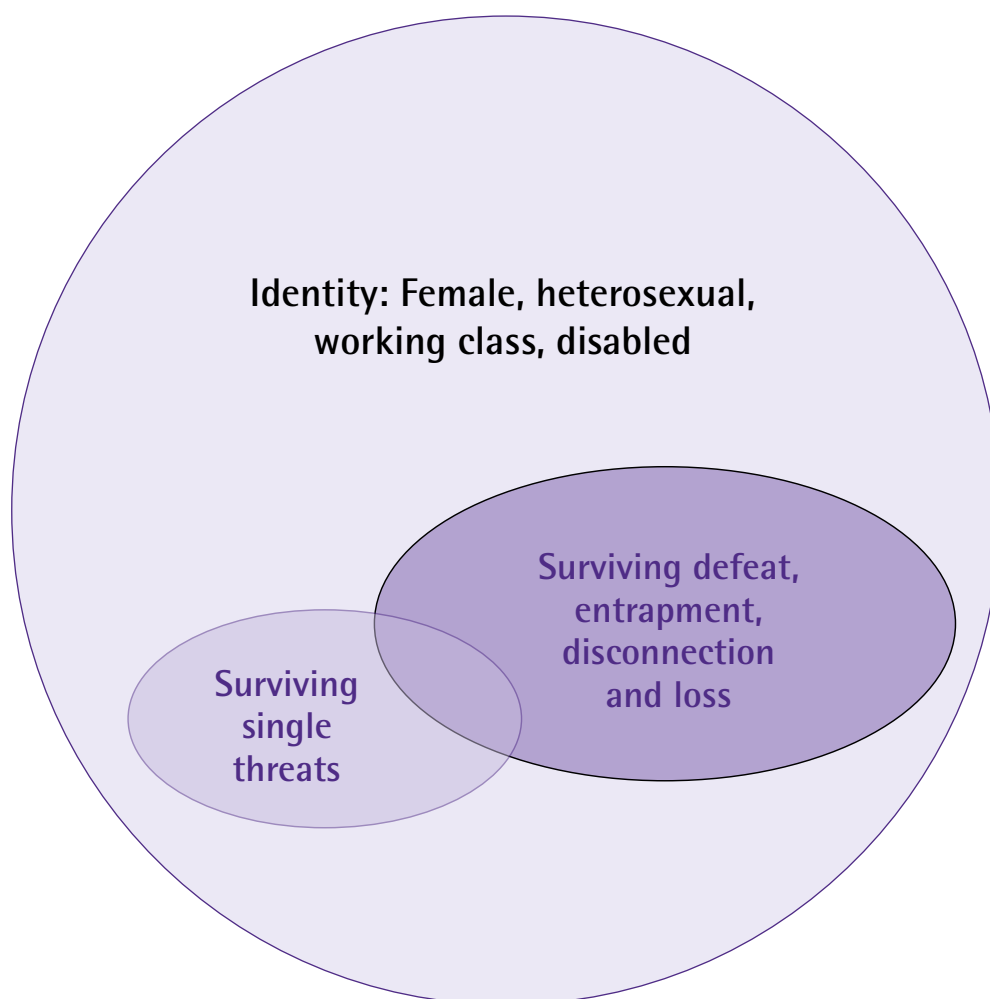 Identity: Female, heterosexual,
working class, disabled
Surviving defeat,
entrapment,
disconnection
and loss
Surviving
single
threats